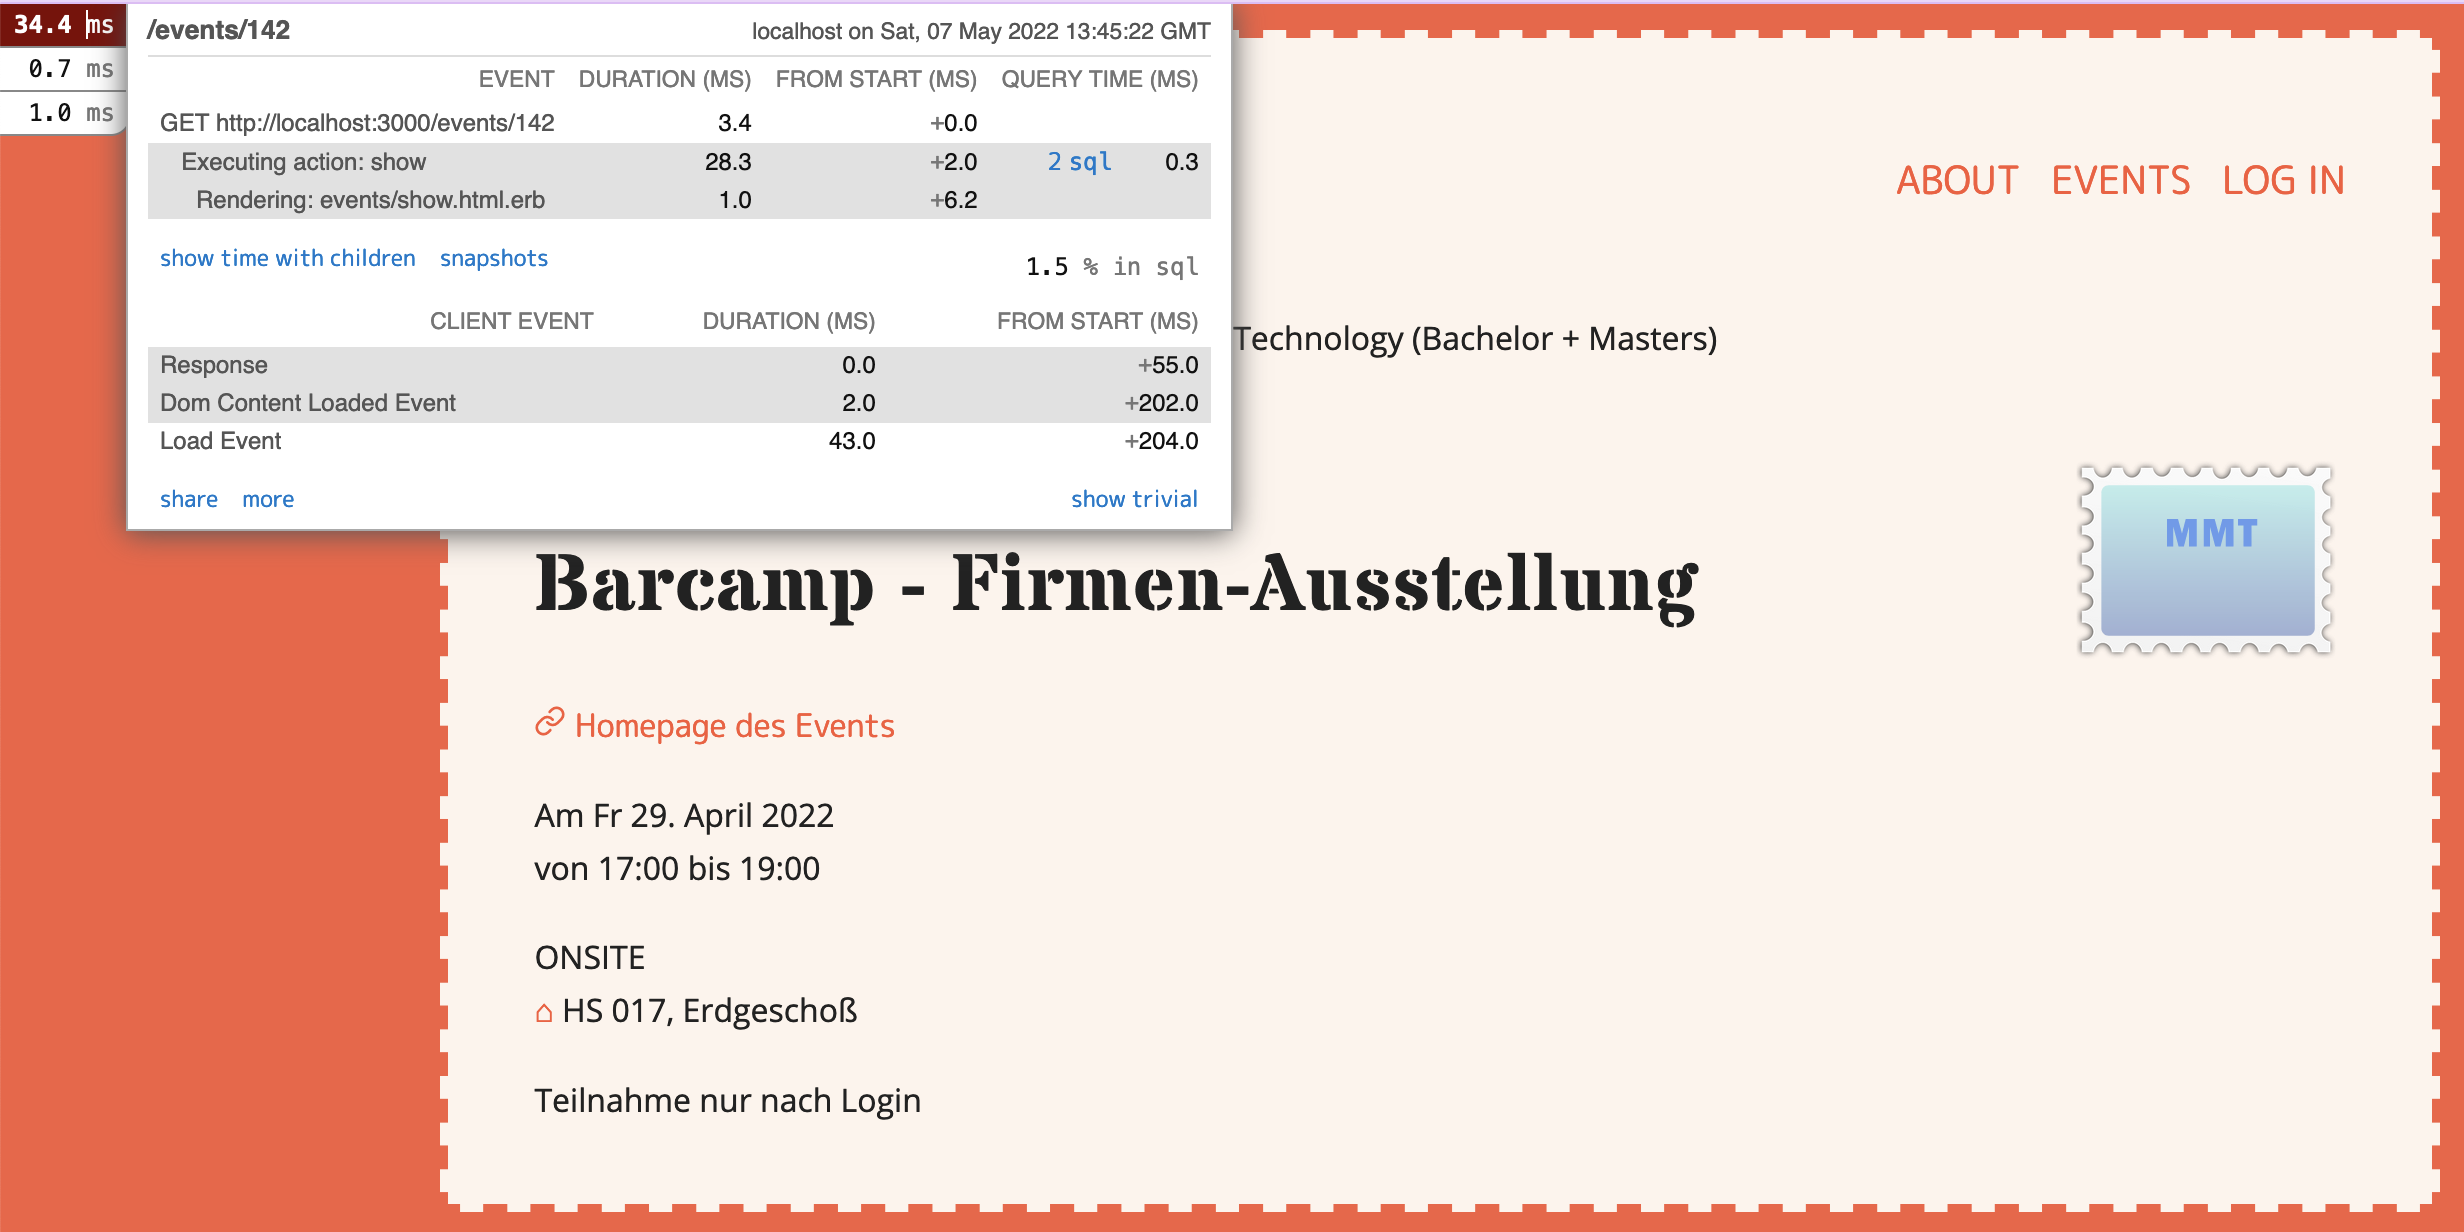 34.4 ms
0.7 ms
1.0 ms
/events/142 localhost on Sat, 07 May 2022 13:45:22 GMT
EVENT DURATION (MS) FROM START (MS) QUERY TIME (MS)
GET http://localhost:3000/events/142 3.4 +0.0
Executing action: show 28.3 +2.0 2 sql 0.3
Rendering: events/show.html.erb 1.0 +6.2
show time with children snapshots 1.5 % in sql
CLIENT EVENT DURATION (MS) FROM START (MS)
Response 0.0 +55.0
Dom Content Loaded Event 2.0 +202.0
Load Event 43.0 +204.0
share more show trivial
ABOUT EVENTS LOG IN
Technology (Bachelor + Masters)
MMT
Barcamp - Firmen-Ausstellung
Homepage des Events
Am Fr 29. April 2022
von 17:00 bis 19:00
ONSITE
HS 017, Erdgeschoß
Teilnahme nur nach Login